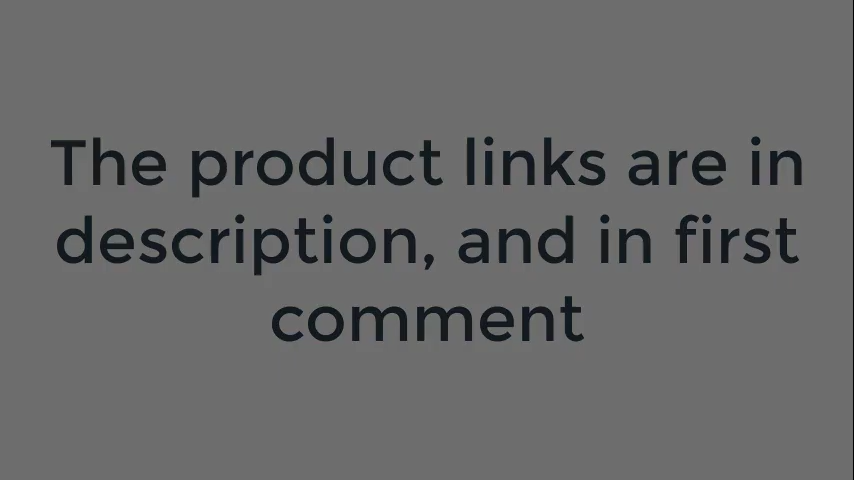 The product links are in
description, and in first
comment